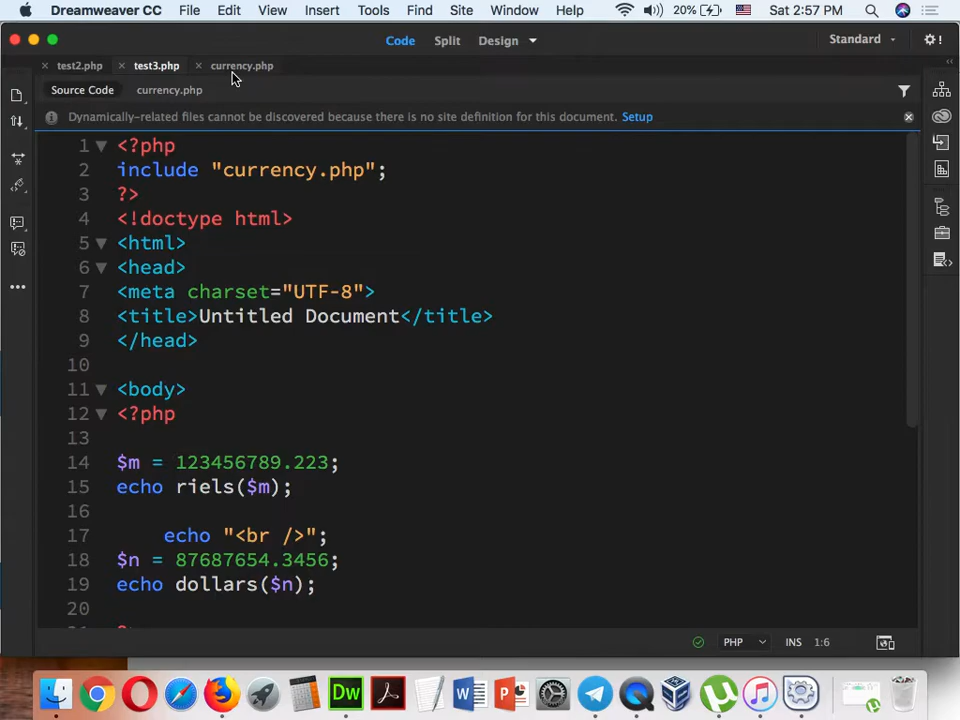 Dreamweaver CC File Edit View Insert Tools Find Site Window Help 20% Sat 2:57 PM
Code Split Design Standard
test2.php test3.php currency.php
Source Code currency.php
Dynamically-related files cannot be discovered because there is no site definition for this document. Setup
1 <?php
2 include "currency.php";
3 ?>
4 <!doctype html>
5 <html>
6 <head>
7 <meta charset="UTF-8">
8 <title>Untitled Document</title>
9 </head>
10
11 <body>
12 <?php
13
14 $m = 123456789.223;
15 echo riels($m);
16
17 echo "<br />";
18 $n = 87687654.3456;
19 echo dollars($n);
20
PHP INS 1:6
Dw W P